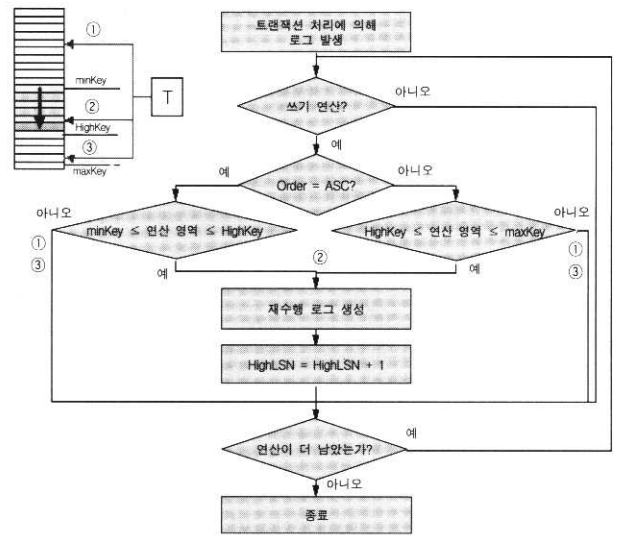 ①
minKey
②
HighKey
③
maxKey
T
트랜잭션 처리에 의해
로그 발생
쓰기 연산?
아니오
예
Order = ASC?
예
아니오
minKey ≤ 연산 영역 ≤ HighKey
아니오
①
③
예
HighKey ≤ 연산 영역 ≤ maxKey
아니오
①
③
예
②
재수행 로그 생성
HighLSN = HighLSN + 1
연산이 더 남았는가?
예
아니오
종료